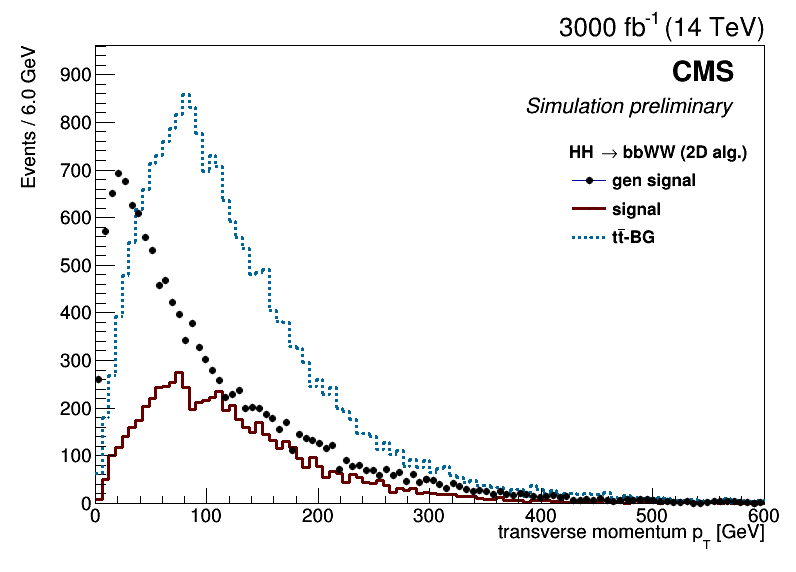 3000 fb-1 (14 TeV)
CMS
Simulation preliminary
HH → bbWW (2D alg.)
gen signal
signal
tt̄-BG
Events / 6.0 GeV
900
800
700
600
500
400
300
200
100
0
0 100 200 300 400 500 600
transverse momentum pT [GeV]